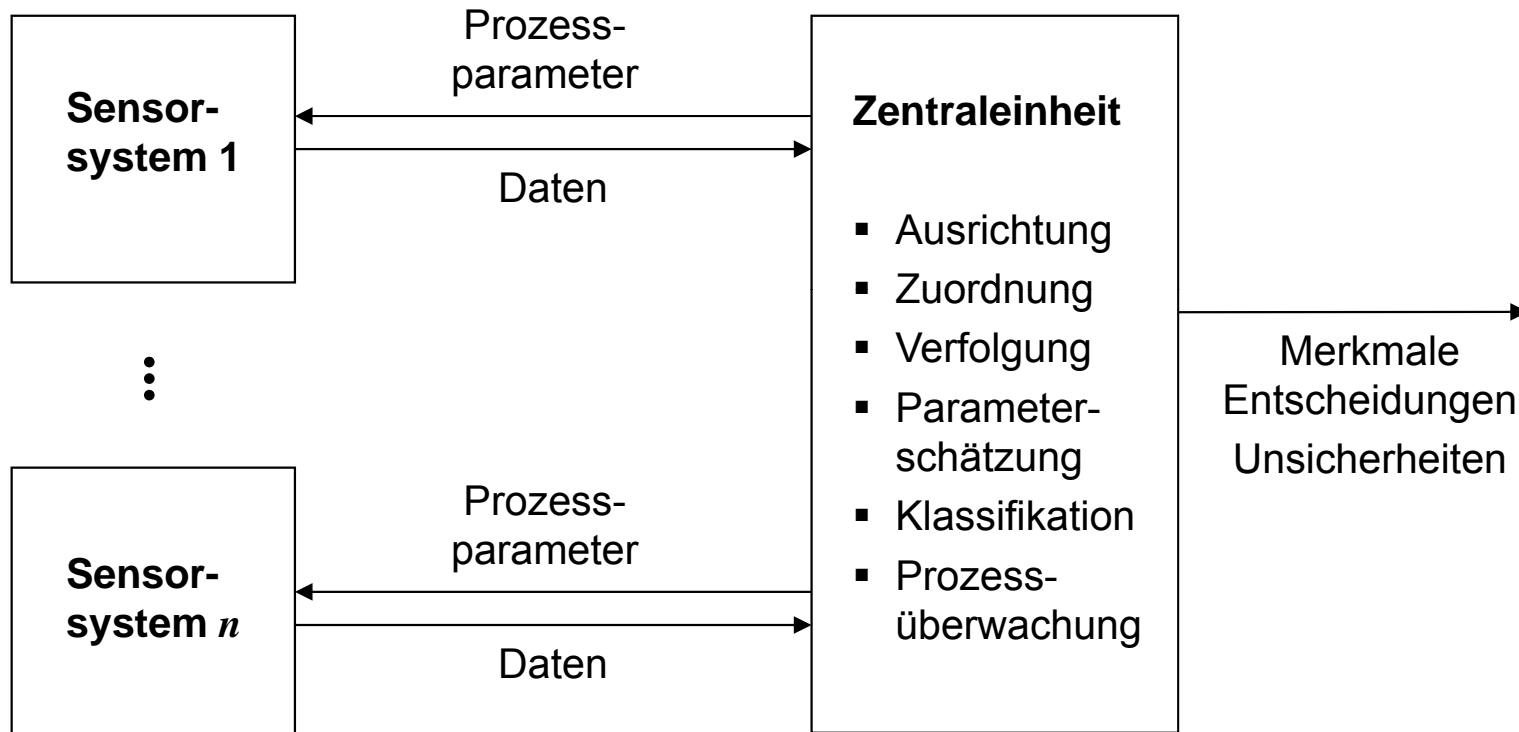 Sensor-
system 1
Prozess-
parameter
Daten
Sensor-
system n
Prozess-
parameter
Daten
Zentraleinheit
▪ Ausrichtung
▪ Zuordnung
▪ Verfolgung
▪ Parameter-
schätzung
▪ Klassifikation
▪ Prozess-
überwachung
Merkmale
Entscheidungen
Unsicherheiten